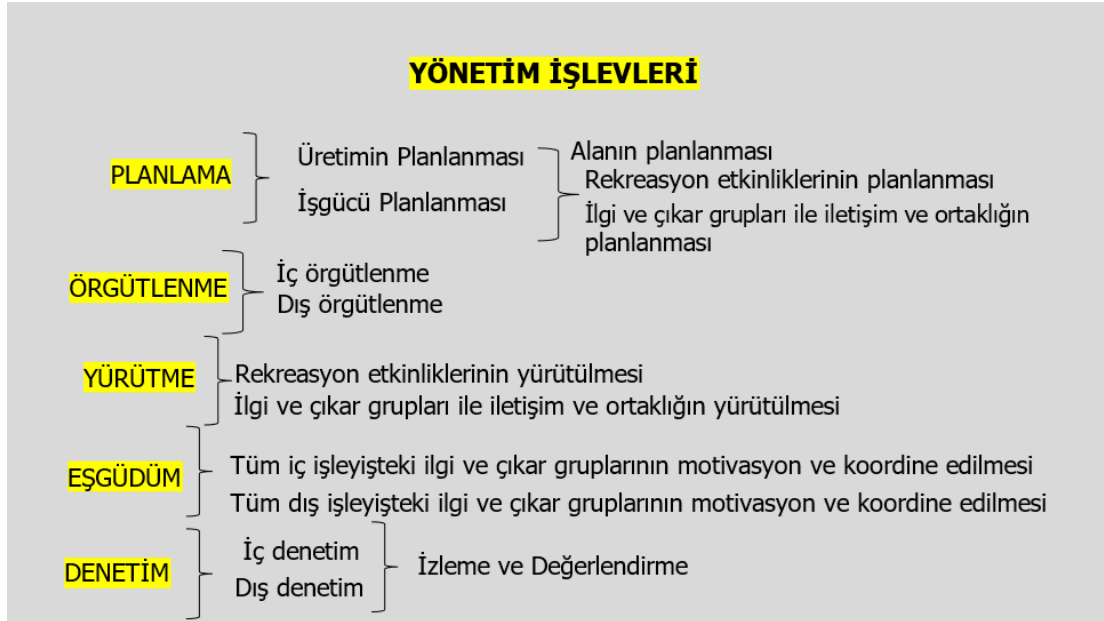 YÖNETİM İŞLEVLERİ
PLANLAMA
Üretimin Planlanması
İşgücü Planlanması
Alanın planlanması
Rekreasyon etkinliklerinin planlanması
İlgi ve çıkar grupları ile iletişim ve ortaklığın
planlanması
ÖRGÜTLENME
İç örgütlenme
Dış örgütlenme
YÜRÜTME
Rekreasyon etkinliklerinin yürütülmesi
İlgi ve çıkar grupları ile iletişim ve ortaklığın yürütülmesi
EŞGÜDÜM
Tüm iç işleyişteki ilgi ve çıkar gruplarının motivasyon ve koordine edilmesi
Tüm dış işleyişteki ilgi ve çıkar gruplarının motivasyon ve koordine edilmesi
DENETİM
İç denetim
Dış denetim
İzleme ve Değerlendirme